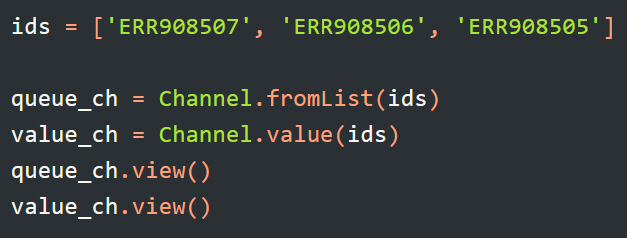 ids = ['ERR908507', 'ERR908506', 'ERR908505']
queue_ch = Channel.fromList(ids)
value_ch = Channel.value(ids)
queue_ch.view()
value_ch.view()